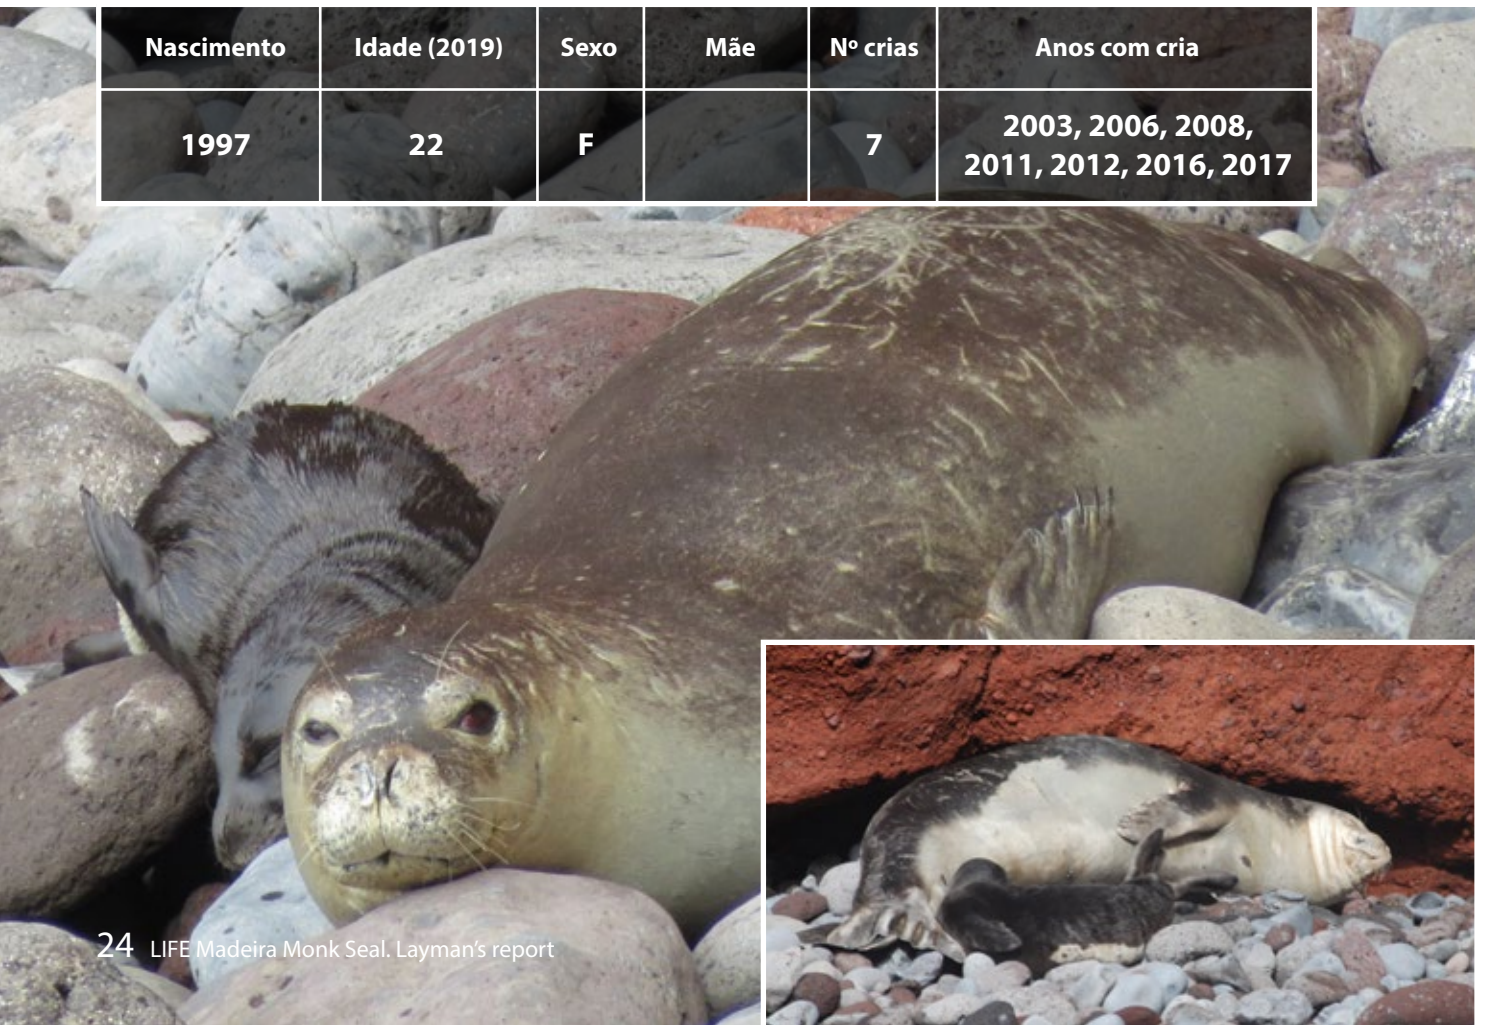 Nascimento Idade (2019) Sexo Mãe Nº crias Anos com cria
1997 22 F 7 2003, 2006, 2008,
2011, 2012, 2016, 2017
24 LIFE Madeira Monk Seal. Layman's report